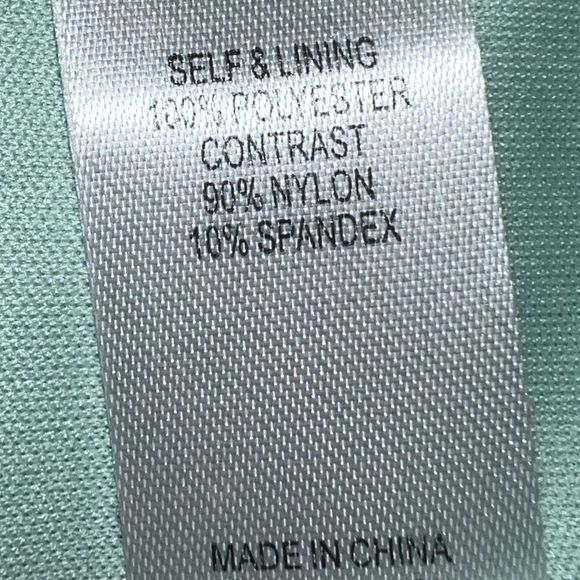 SELF & LINING
100% POLYESTER
CONTRAST
90% NYLON
10% SPANDEX
MADE IN CHINA